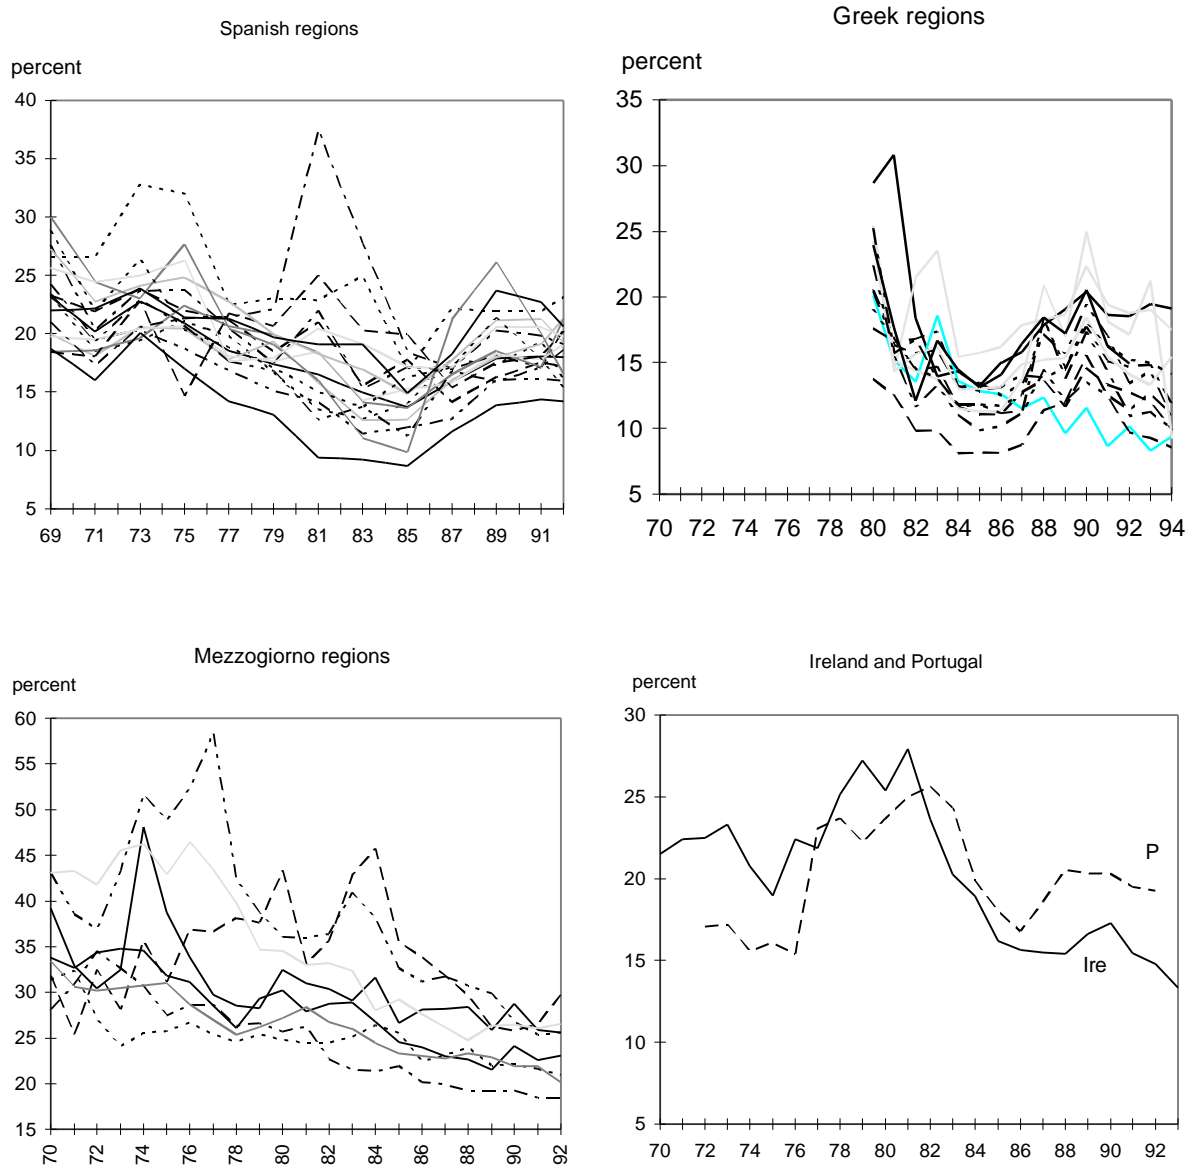 Spanish regions
percent
40
35
30
25
20
15
10
5
69 71 73 75 77 79 81 83 85 87 89 91
Greek regions
percent
35
30
25
20
15
10
5
70 72 74 76 78 80 82 84 86 88 90 92 94
Mezzogiorno regions
percent
60
55
50
45
40
35
30
25
20
15
70 72 74 76 78 80 82 84 86 88 90 92
Ireland and Portugal
percent
30
25
20
15
10
5
P
Ire
70 72 74 76 78 80 82 84 86 88 90 92